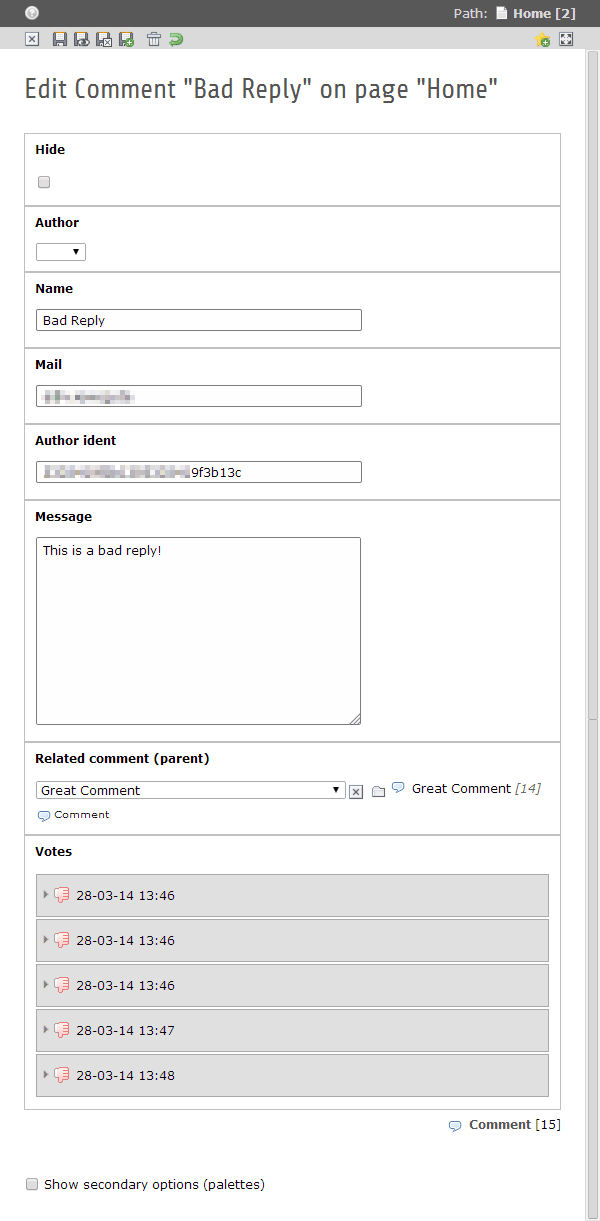 Path: Home [2]
Edit Comment "Bad Reply" on page "Home"
Hide
Author
Name
Bad Reply
Mail
Author ident
9f3b13c
Message
This is a bad reply!
Related comment (parent)
Great Comment Great Comment [14]
Comment
Votes
28-03-14 13:46
28-03-14 13:46
28-03-14 13:46
28-03-14 13:47
28-03-14 13:48
Comment [15]
Show secondary options (palettes)